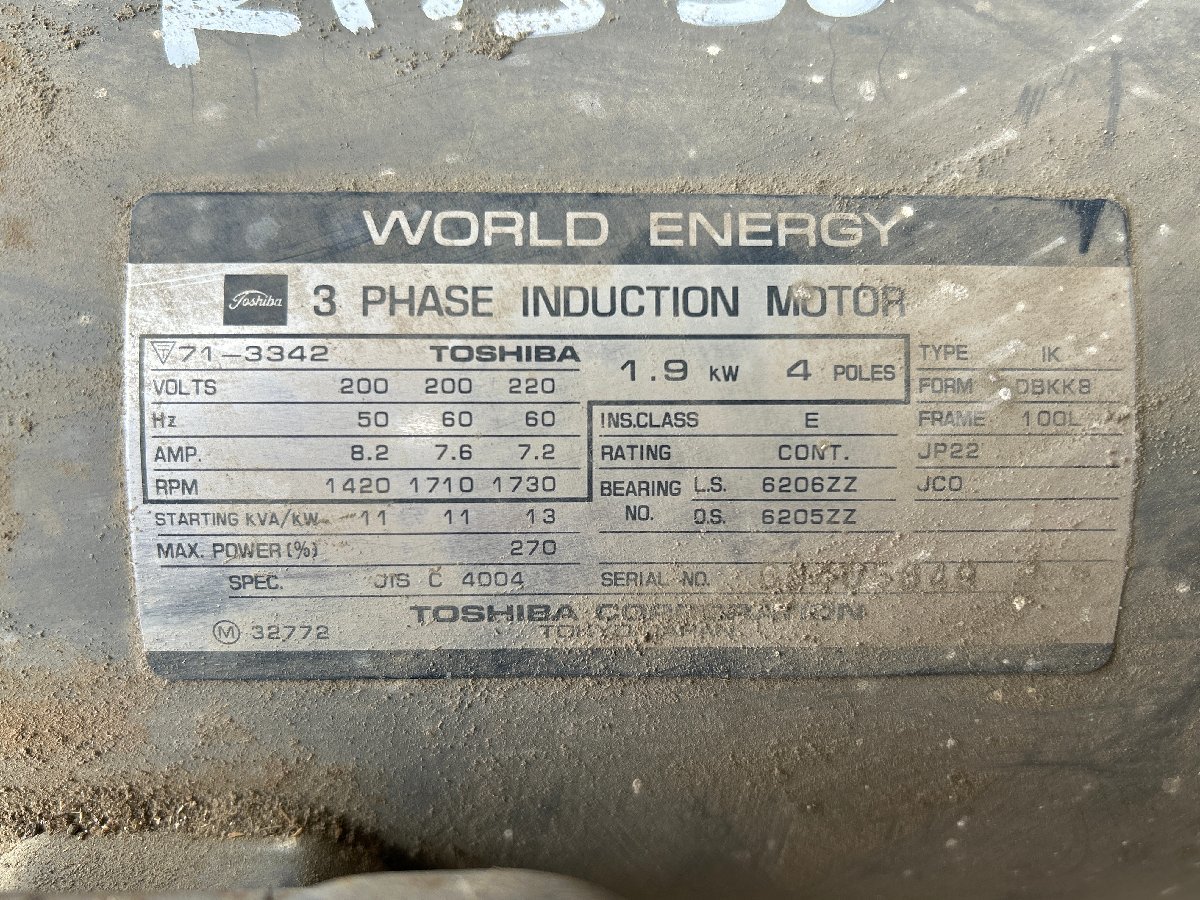 WORLD ENERGY
Toshiba 3 PHASE INDUCTION MOTOR
71-3342 TOSHIBA 1.9 KW 4 POLES TYPE IK
VOLTS 200 200 220 FORM DBKK8
Hz 50 60 60 INS.CLASS E FRAME 100L
AMP. 8.2 7.6 7.2 RATING CONT. JP22
RPM 1420 1710 1730 BEARING L.S. 6206ZZ JC0
STARTING KVA/KW 11 11 13 NO. O.S. 6205ZZ
MAX. POWER (%) 270
SPEC. JIS C 4004 SERIAL NO.
TOSHIBA CORPORATION
M 32772 TOKYO JAPAN